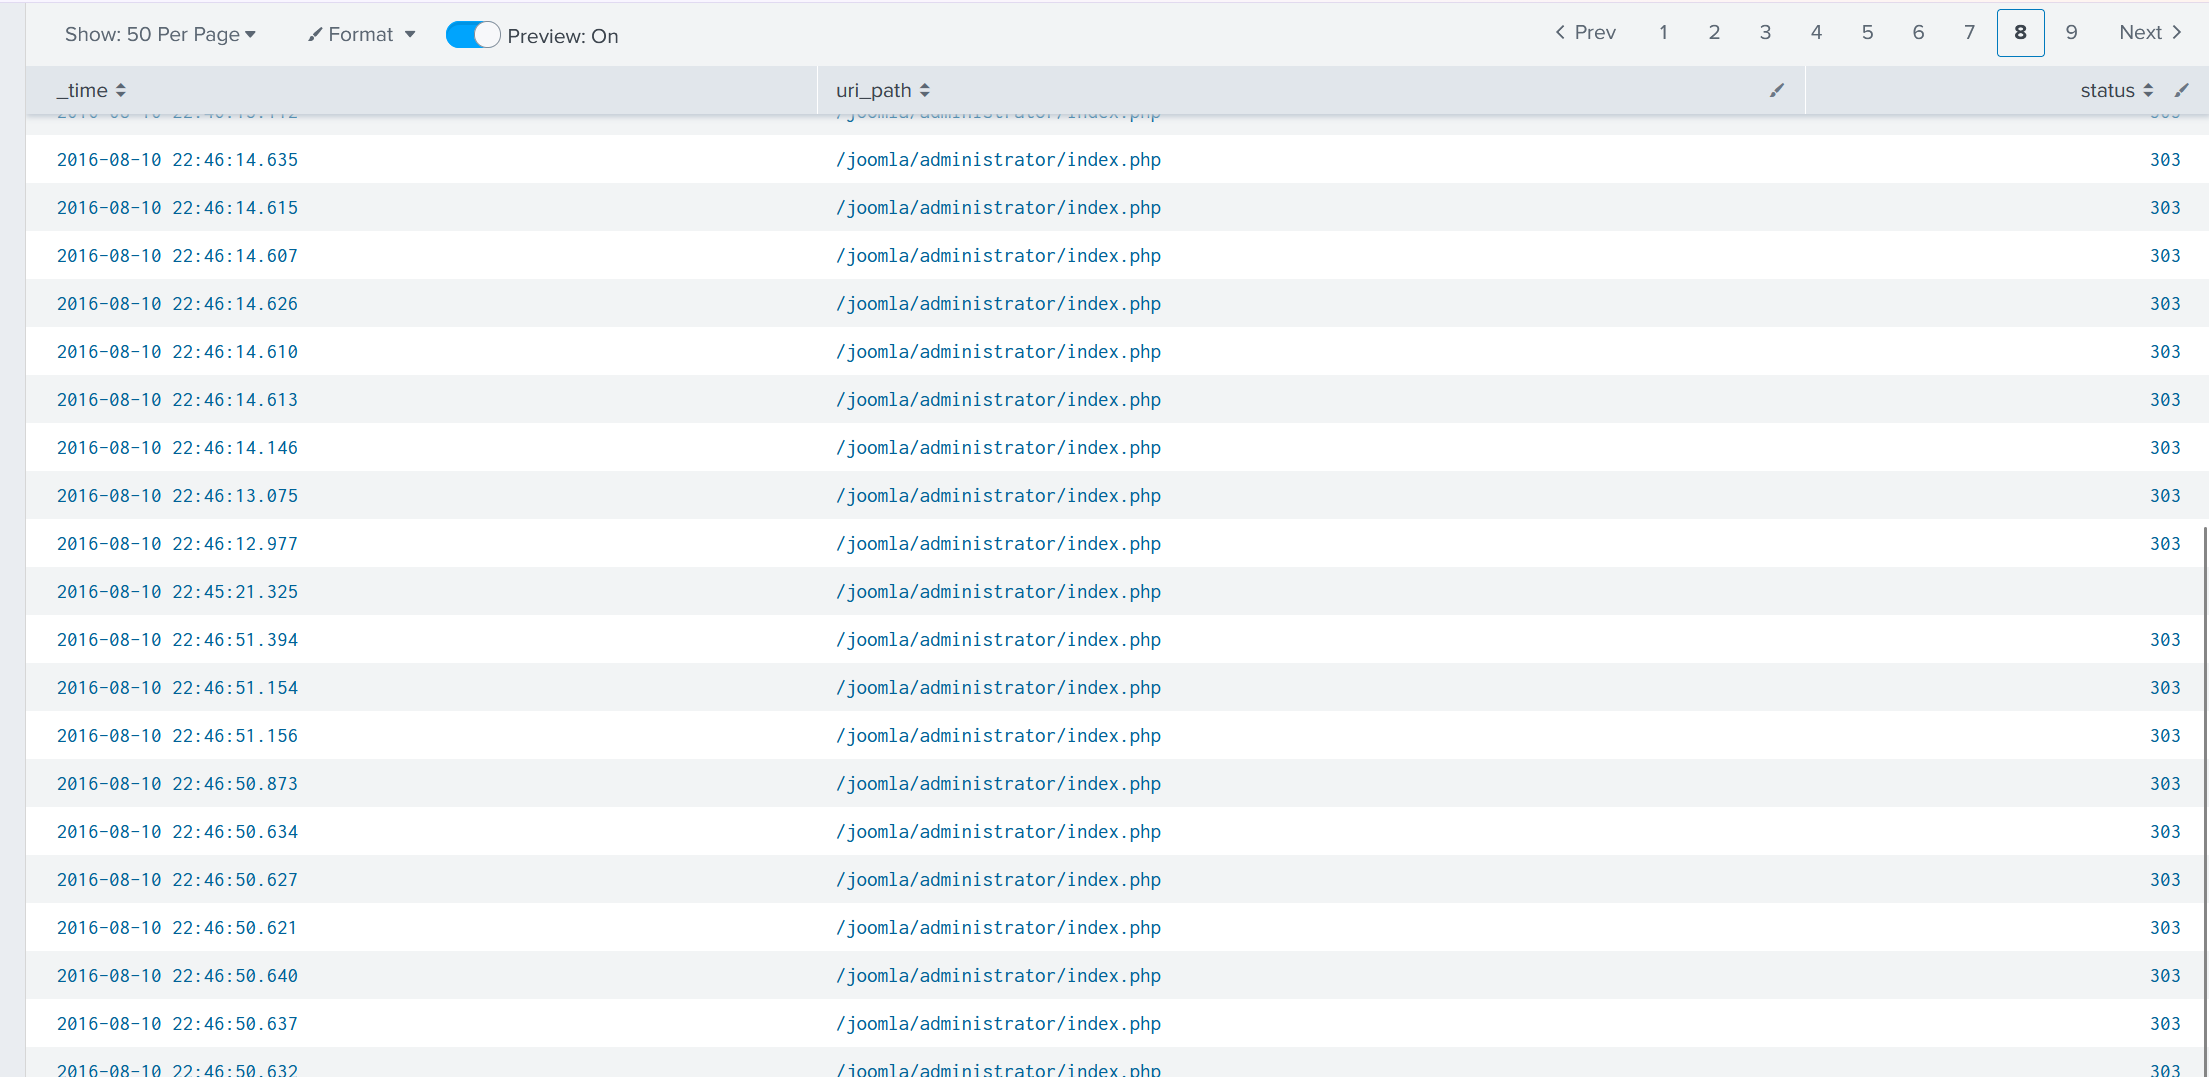 Show: 50 Per Page Format Preview: On Prev 1 2 3 4 5 6 7 8 9 Next
_time uri_path status
/joomla/administrator/index.php 303
2016-08-10 22:46:14.635 /joomla/administrator/index.php 303
2016-08-10 22:46:14.615 /joomla/administrator/index.php 303
2016-08-10 22:46:14.607 /joomla/administrator/index.php 303
2016-08-10 22:46:14.626 /joomla/administrator/index.php 303
2016-08-10 22:46:14.610 /joomla/administrator/index.php 303
2016-08-10 22:46:14.613 /joomla/administrator/index.php 303
2016-08-10 22:46:14.146 /joomla/administrator/index.php 303
2016-08-10 22:46:13.075 /joomla/administrator/index.php 303
2016-08-10 22:46:12.977 /joomla/administrator/index.php 303
2016-08-10 22:45:21.325 /joomla/administrator/index.php
2016-08-10 22:46:51.394 /joomla/administrator/index.php 303
2016-08-10 22:46:51.154 /joomla/administrator/index.php 303
2016-08-10 22:46:51.156 /joomla/administrator/index.php 303
2016-08-10 22:46:50.873 /joomla/administrator/index.php 303
2016-08-10 22:46:50.634 /joomla/administrator/index.php 303
2016-08-10 22:46:50.627 /joomla/administrator/index.php 303
2016-08-10 22:46:50.621 /joomla/administrator/index.php 303
2016-08-10 22:46:50.640 /joomla/administrator/index.php 303
2016-08-10 22:46:50.637 /joomla/administrator/index.php 303
2016-08-10 22:46:50.632 /joomla/administrator/index.php 303